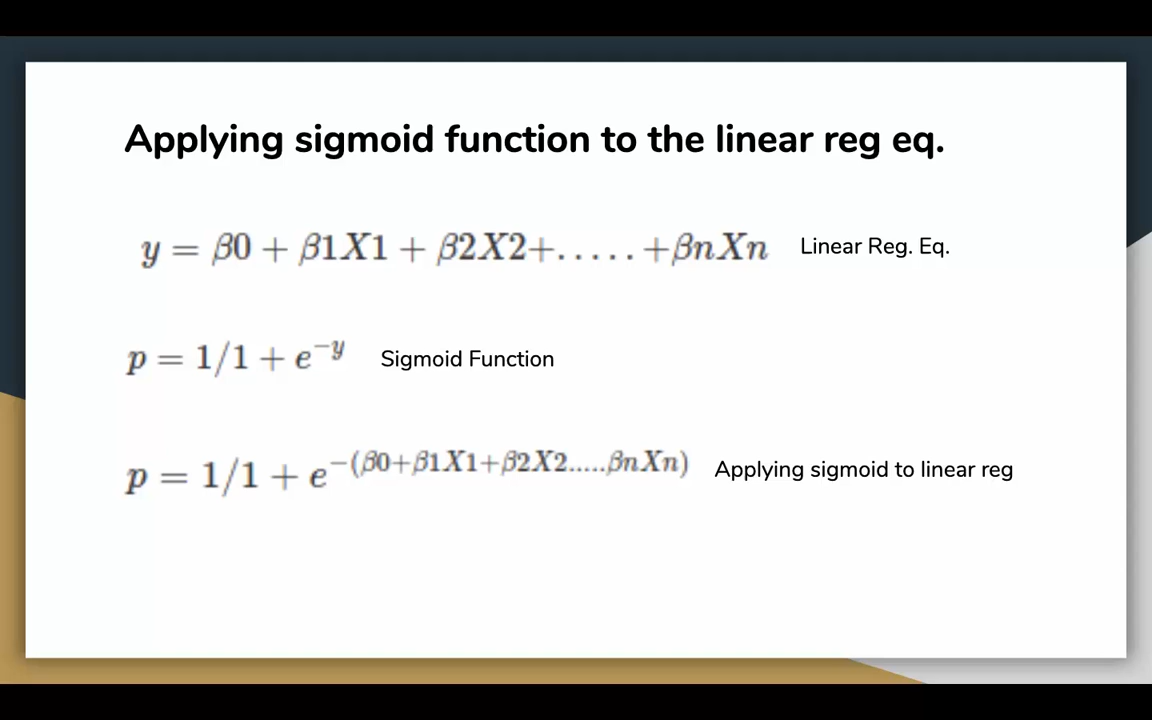 Applying sigmoid function to the linear reg eq.
y = β0 + β1X1 + β2X2+.....+βnXn Linear Reg. Eq.
p = 1/1 + e^{-y} Sigmoid Function
p = 1/1 + e^{-(β0+β1X1+β2X2.....βnXn)} Applying sigmoid to linear reg